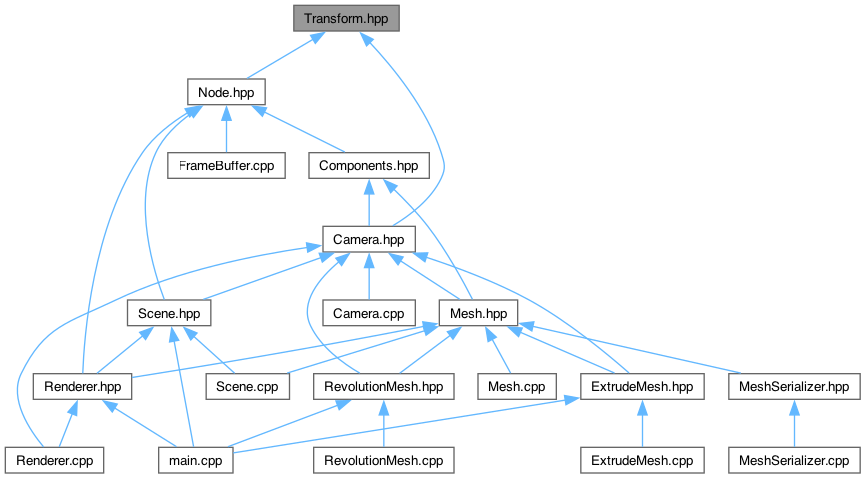 Transform.hpp
Node.hpp
FrameBuffer.cpp
Components.hpp
Camera.hpp
Scene.hpp
Camera.cpp
Mesh.hpp
Renderer.hpp
Scene.cpp
RevolutionMesh.hpp
Mesh.cpp
ExtrudeMesh.hpp
MeshSerializer.hpp
Renderer.cpp
main.cpp
RevolutionMesh.cpp
ExtrudeMesh.cpp
MeshSerializer.cpp